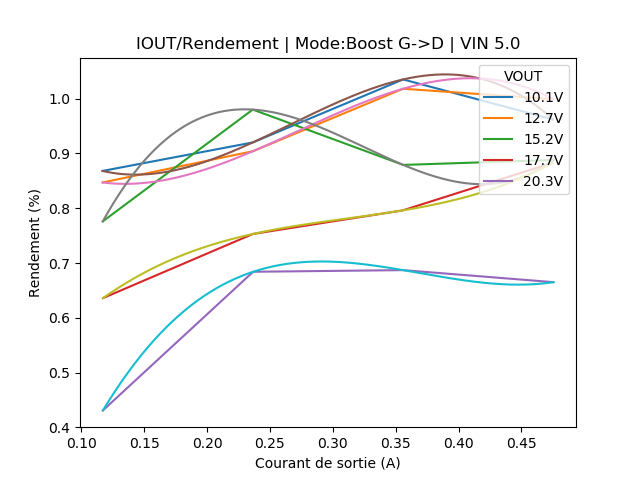 IOUT/Rendement | Mode:Boost G->D | VIN 5.0
VOUT
10.1V
12.7V
15.2V
17.7V
20.3V
Rendement (%)
1.0
0.9
0.8
0.7
0.6
0.5
0.4
0.10 0.15 0.20 0.25 0.30 0.35 0.40 0.45
Courant de sortie (A)